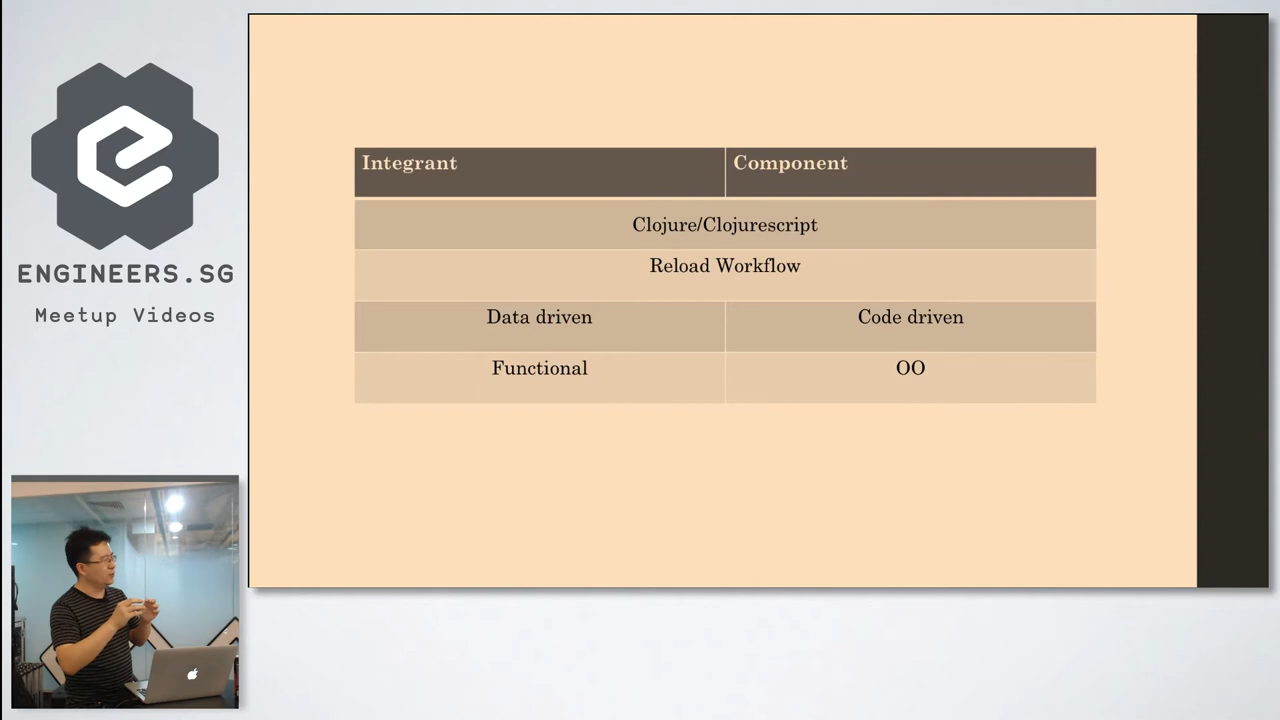 ENGINEERS.SG
Meetup Videos
Integrant Component
Clojure/Clojurescript
Reload Workflow
Data driven Code driven
Functional OO